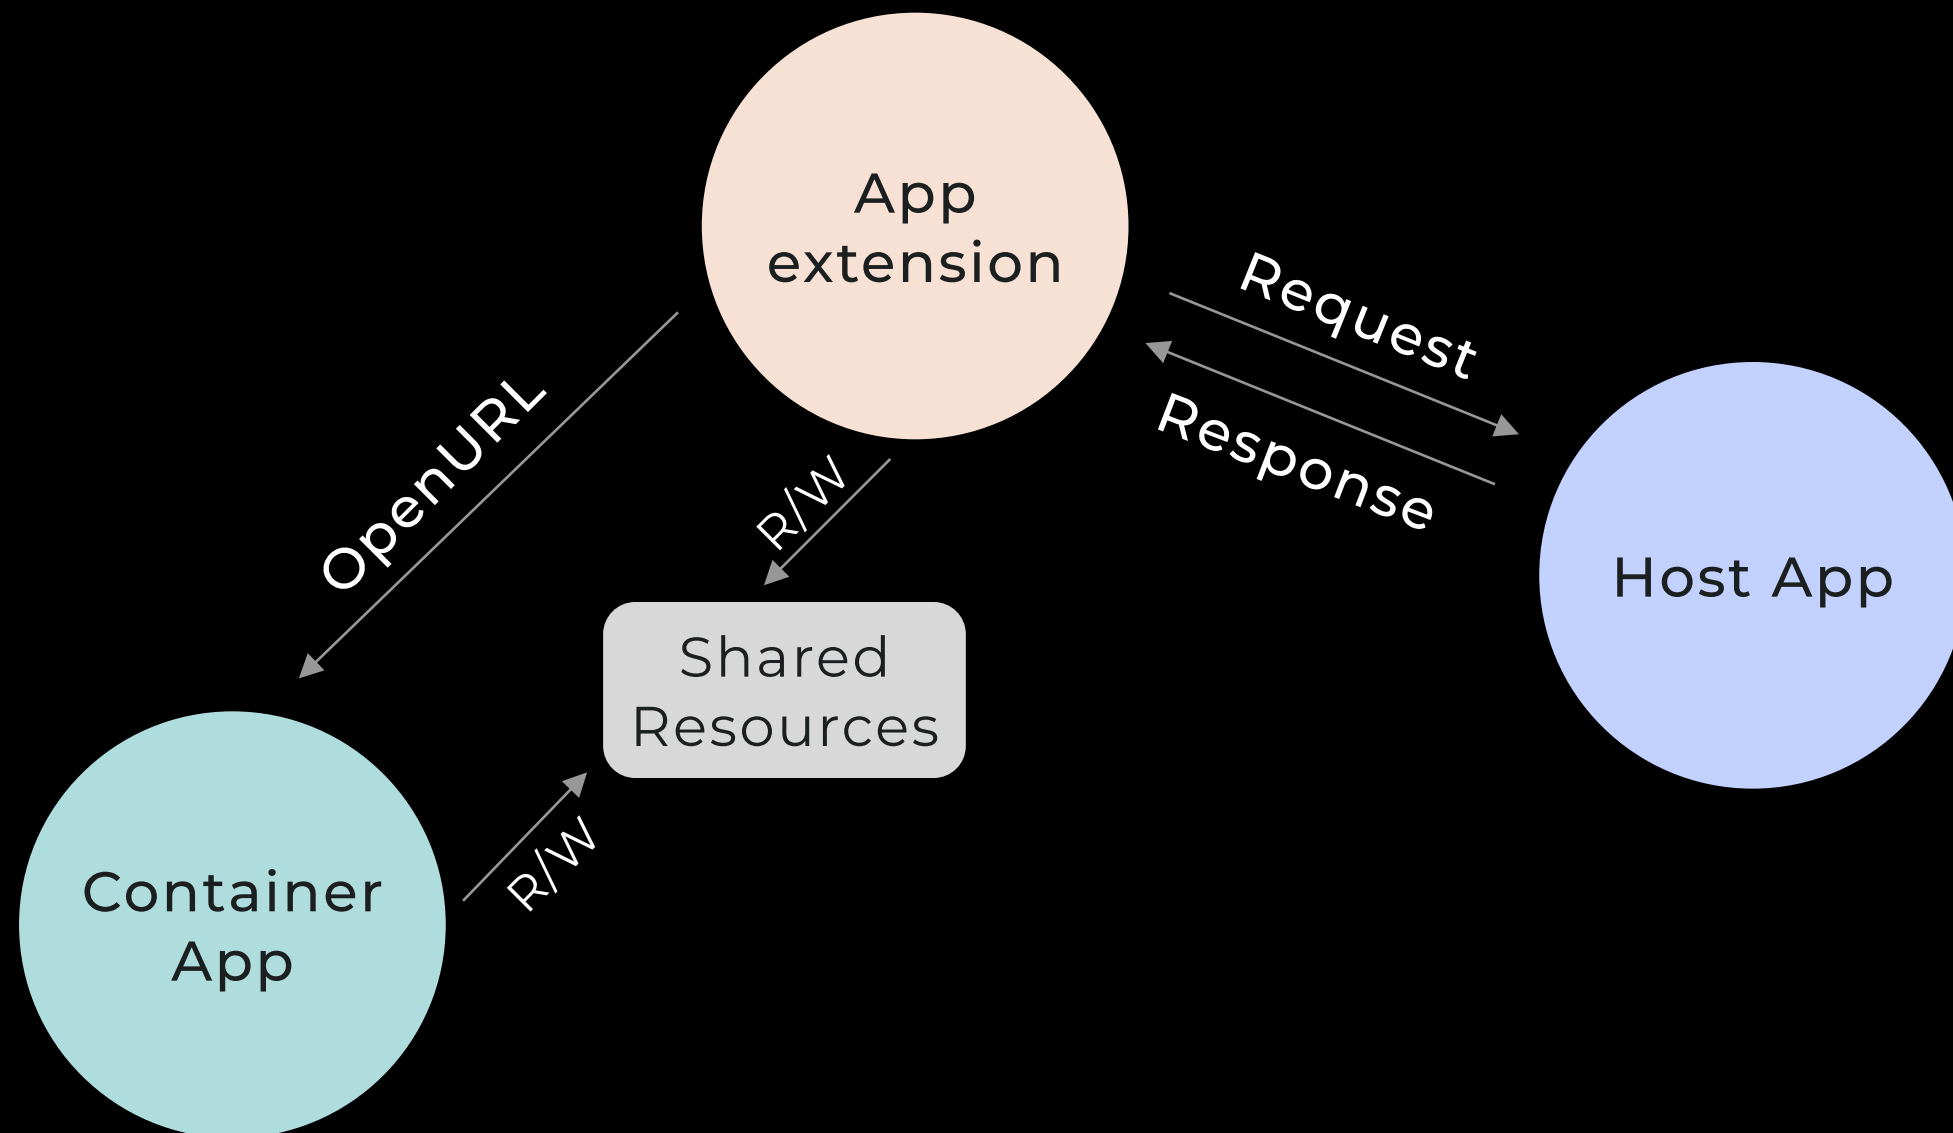 App
extension
Request
Response
OpenURL
R/W
Host App
Shared
Resources
R/W
Container
App